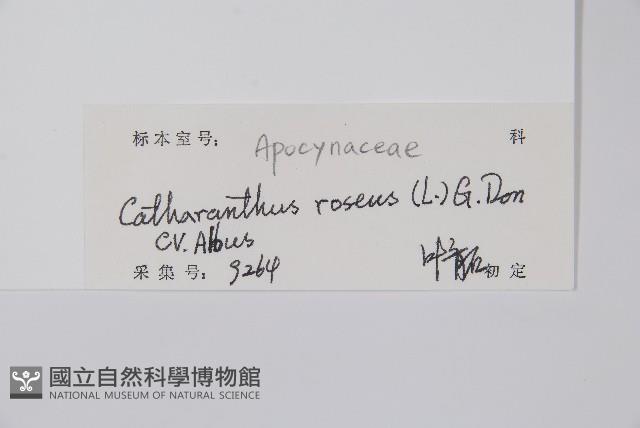 标本室号: Apocynaceae 科
Catharanthus roseus (L.) G. Don
CV. Albus
采集号: 9264 初定
國立自然科學博物館
NATIONAL MUSEUM OF NATURAL SCIENCE